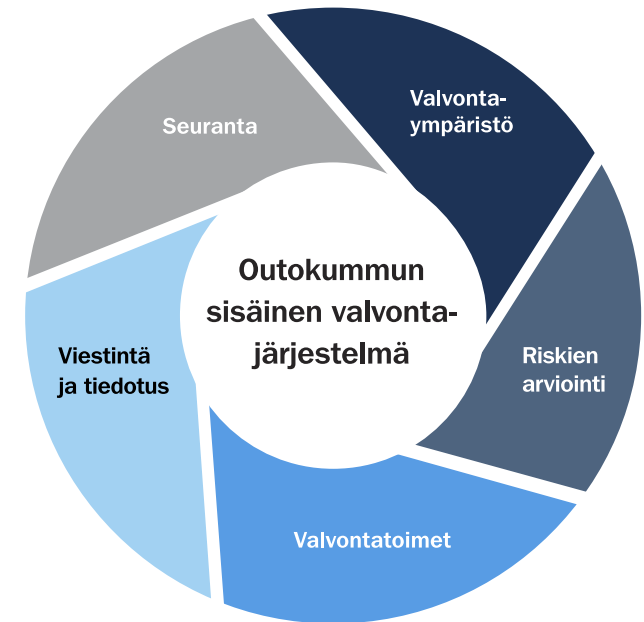 Seuranta
Valvonta-
ympäristö
Outokummun
sisäinen valvonta-
järjestelmä
Viestintä
ja tiedotus
Riskien
arviointi
Valvontatoimet